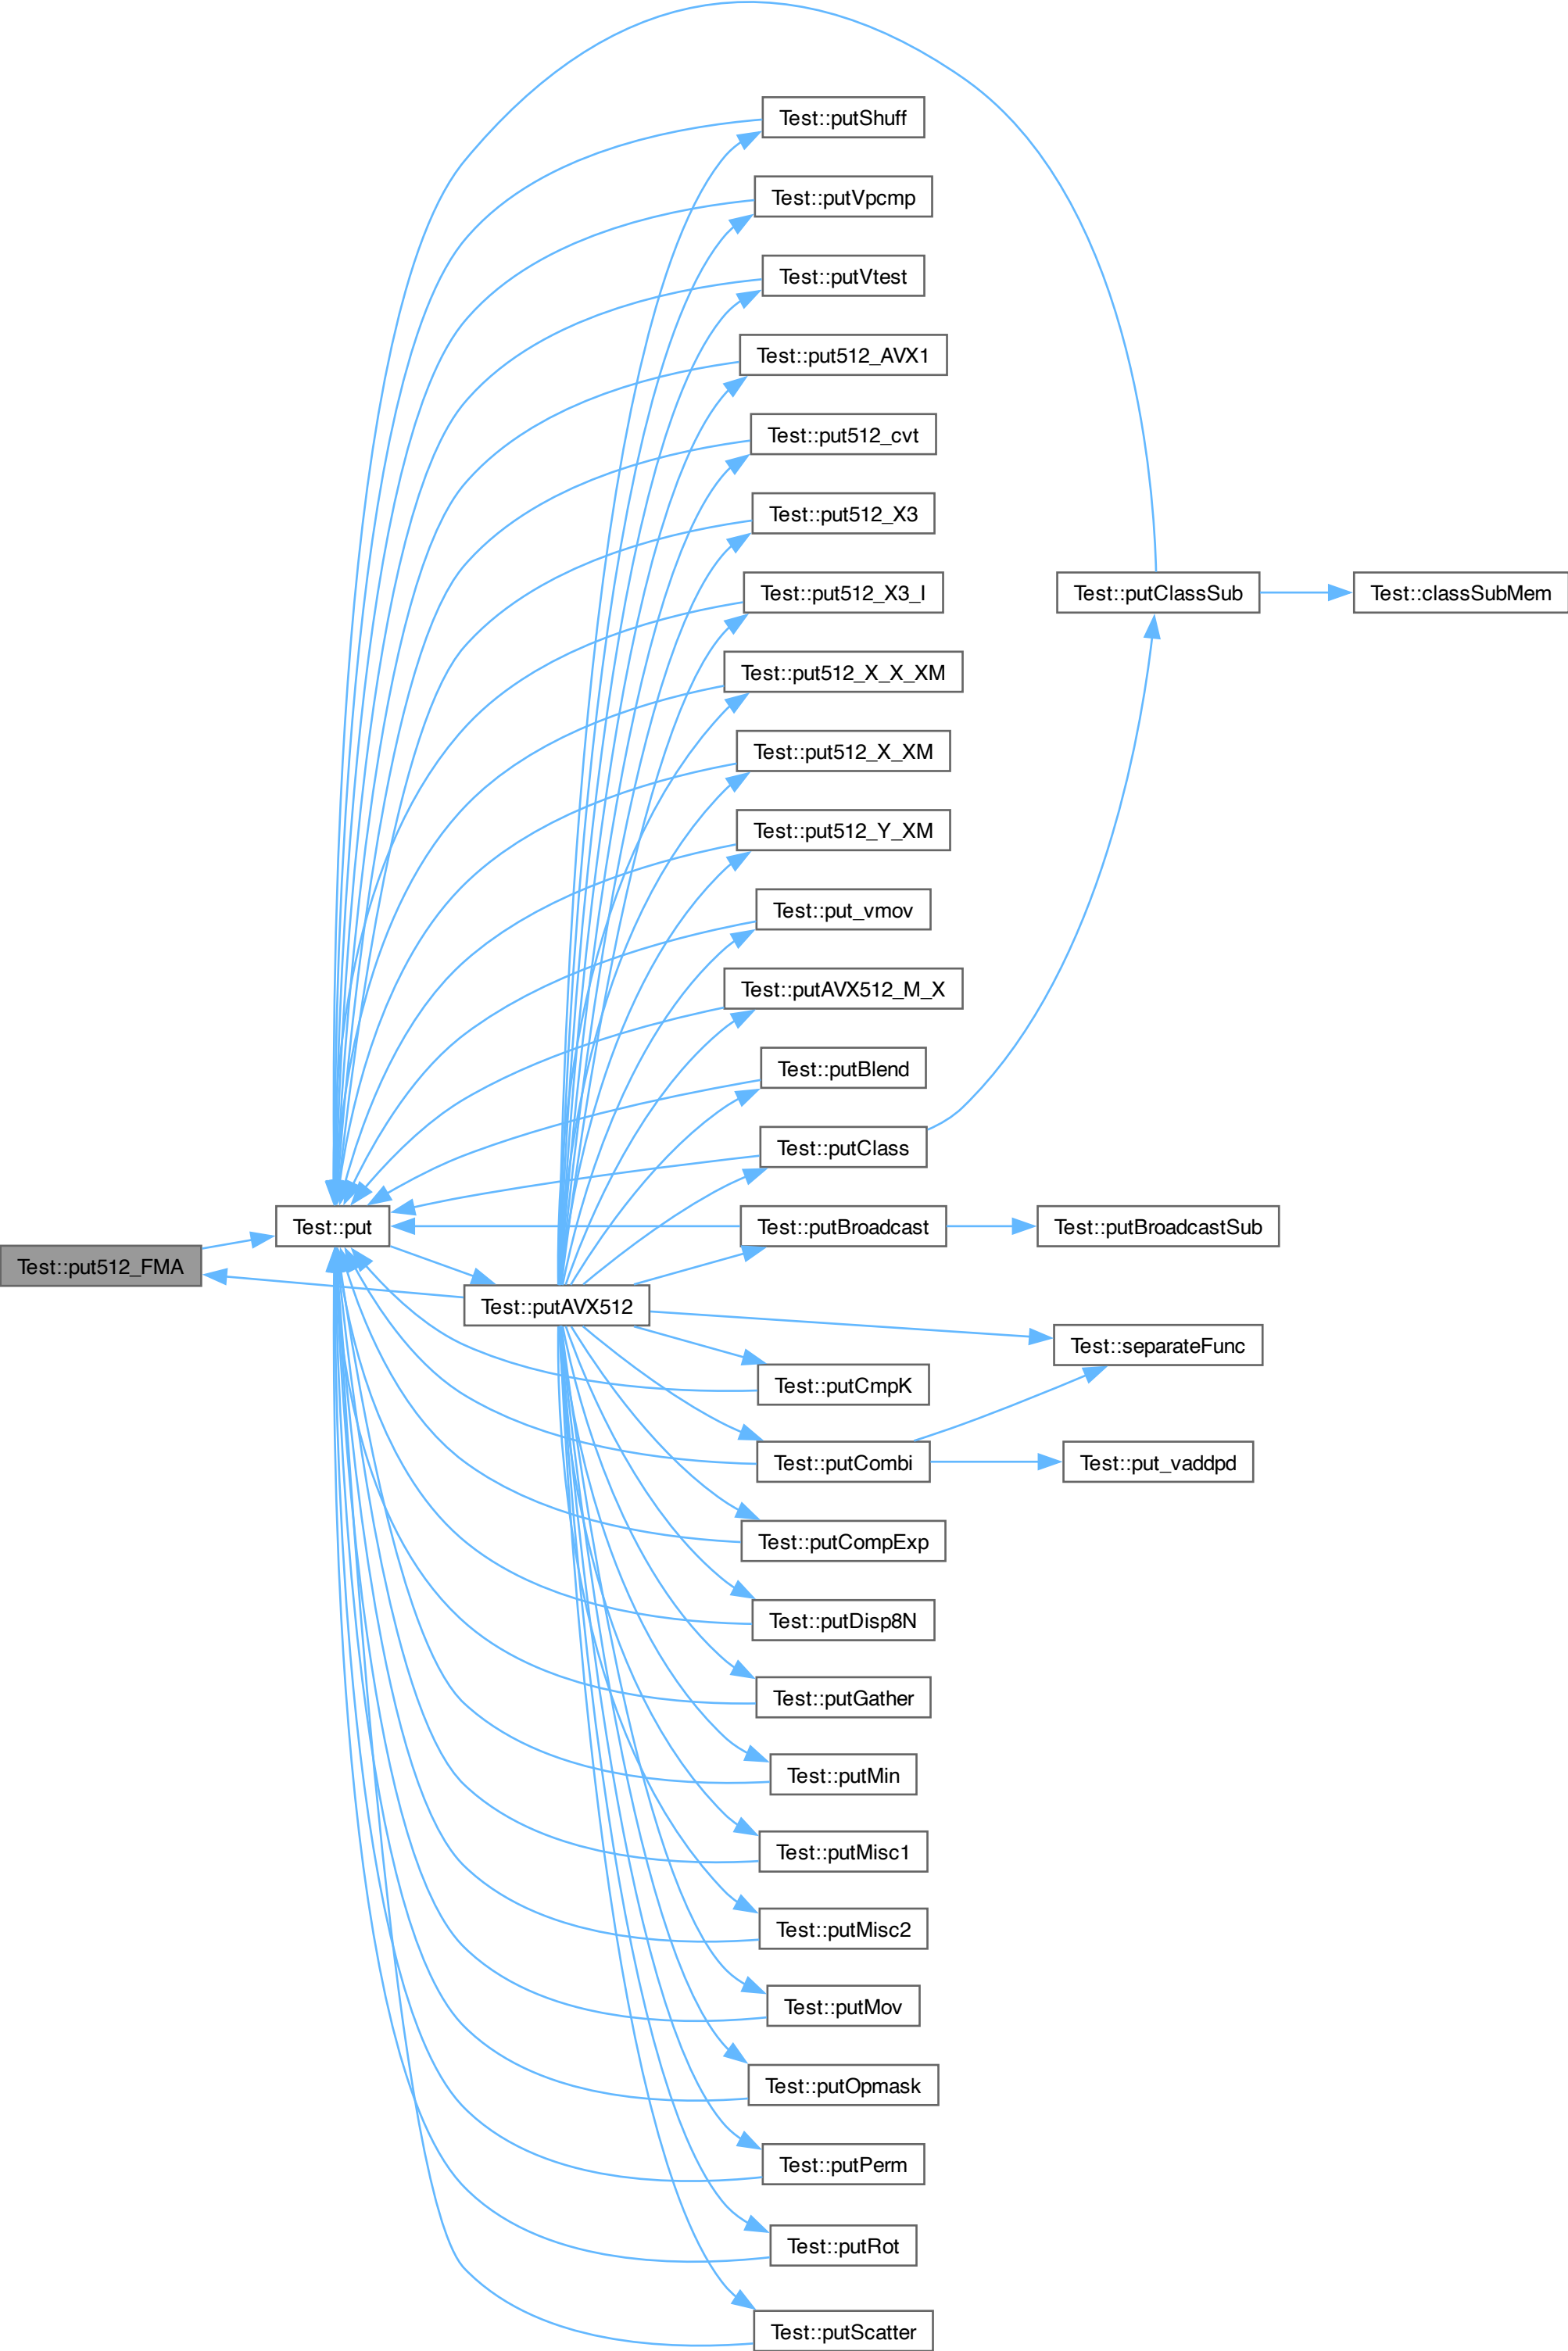 Test::putShuff
Test::putVpcmp
Test::putVtest
Test::put512_AVX1
Test::put512_cvt
Test::put512_X3
Test::put512_X3_I
Test::putClassSub
Test::classSubMem
Test::put512_X_X_XM
Test::put512_X_XM
Test::put512_Y_XM
Test::put_vmov
Test::putAVX512_M_X
Test::putBlend
Test::putClass
Test::put
Test::putBroadcast
Test::putBroadcastSub
Test::put512_FMA
Test::putAVX512
Test::separateFunc
Test::putCmpK
Test::putCombi
Test::put_vaddpd
Test::putCompExp
Test::putDisp8N
Test::putGather
Test::putMin
Test::putMisc1
Test::putMisc2
Test::putMov
Test::putOpmask
Test::putPerm
Test::putRot
Test::putScatter